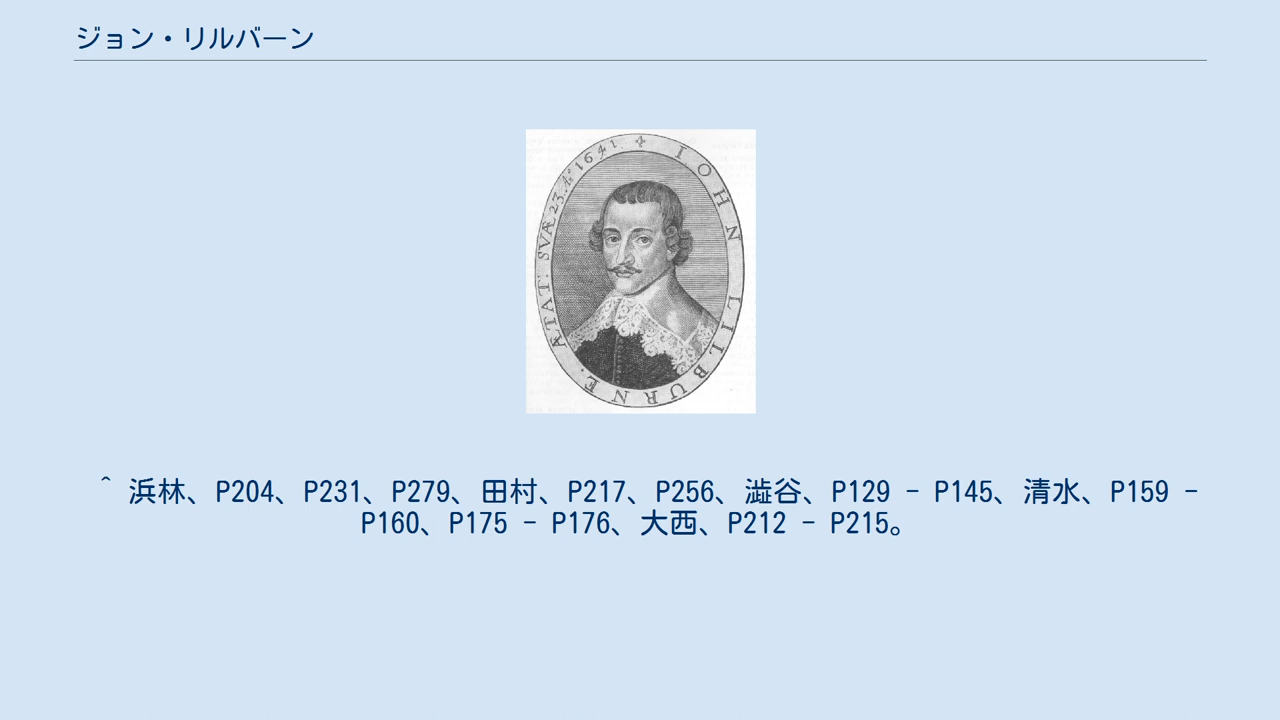 ジョン・リルバーン
ÆTAT: SVÆ 23. Aº 1641. IOHN LILBURNE.
^ 浜林、P204、P231、P279、田村、P217、P256、澁谷、P129 - P145、清水、P159 -
P160、P175 - P176、大西、P212 - P215。